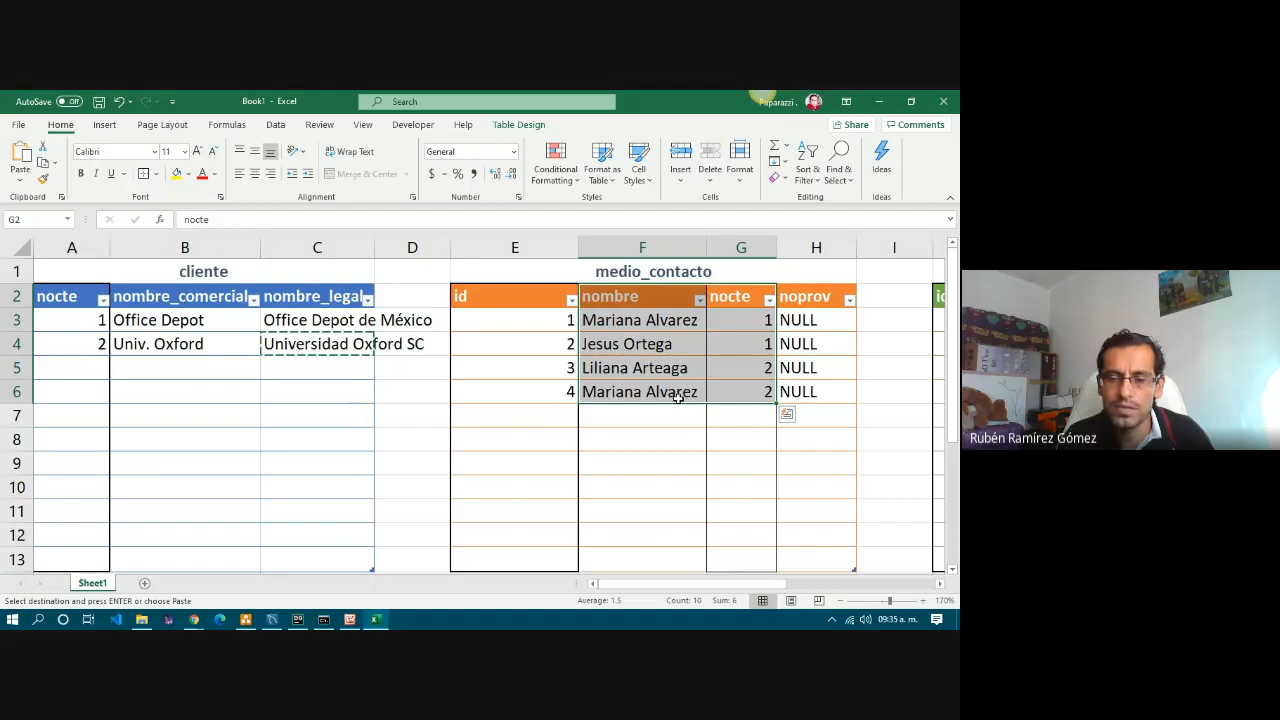 AutoSave Off Book1 - Excel Search Paparazzi .
File Home Insert Page Layout Formulas Data Review View Developer Help Table Design Share Comments
Paste Calibri 11 Wrap Text General Conditional Formatting Format as Table Cell Styles Insert Delete Format Sort & Filter Find & Select Ideas
B I U Merge & Center $ % 
Clipboard Font Alignment Number Styles Cells Editing Ideas
G2 fx nocte
A B C D E F G H I
1 cliente medio_contacto
2 nocte nombre_comercial nombre_legal id nombre nocte noprov
3 1 Office Depot Office Depot de México 1 Mariana Alvarez 1 NULL
4 2 Univ. Oxford Universidad Oxford SC 2 Jesus Ortega 1 NULL
5 3 Liliana Arteaga 2 NULL
6 4 Mariana Alvarez 2 NULL
7
8
9
10
11
12
13
Sheet1
Select destination and press ENTER or choose Paste Average: 1.5 Count: 10 Sum: 6 170%
09:35 a. m.
Rubén Ramírez Gómez